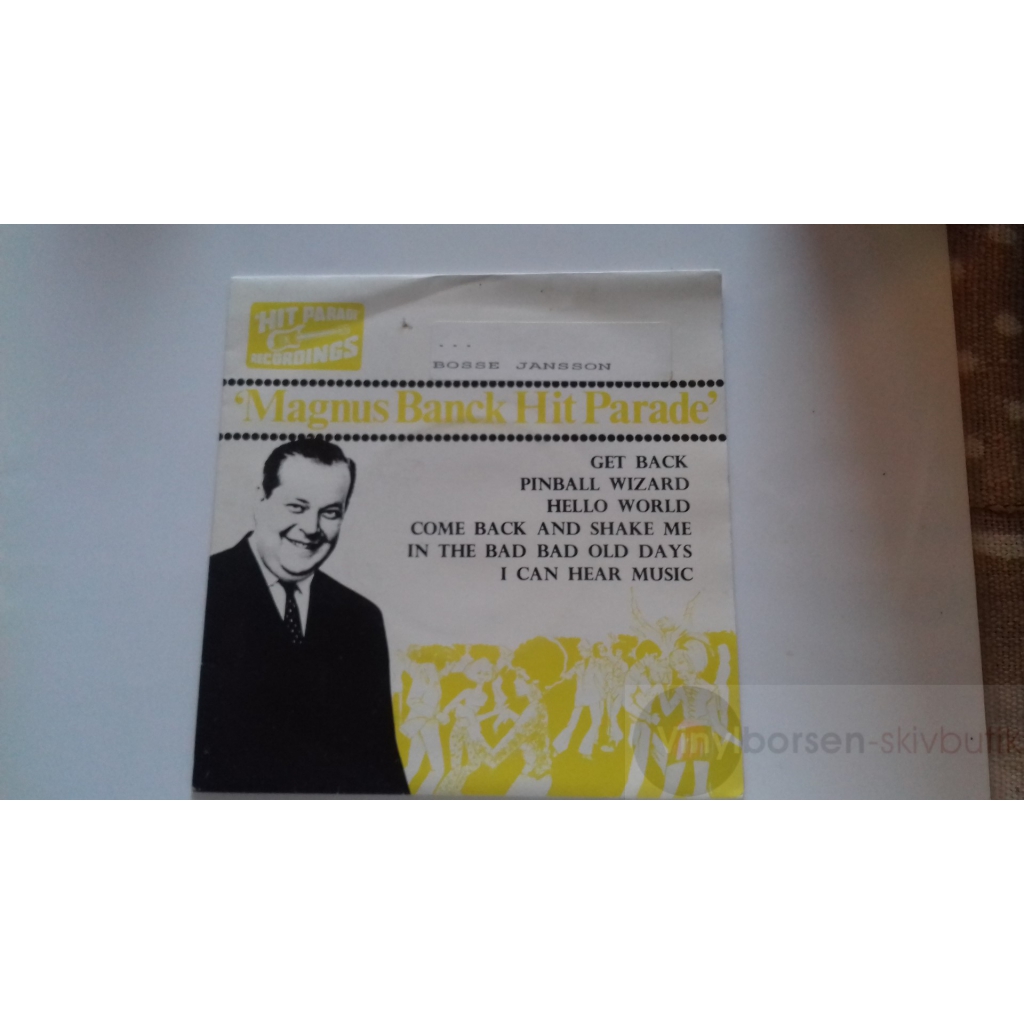 HIT PARADE
RECORDINGS
...
BOSSE JANSSON
'Magnus Banck Hit Parade'
GET BACK
PINBALL WIZARD
HELLO WORLD
COME BACK AND SHAKE ME
IN THE BAD BAD OLD DAYS
I CAN HEAR MUSIC
Vinylborsen-skivbutik